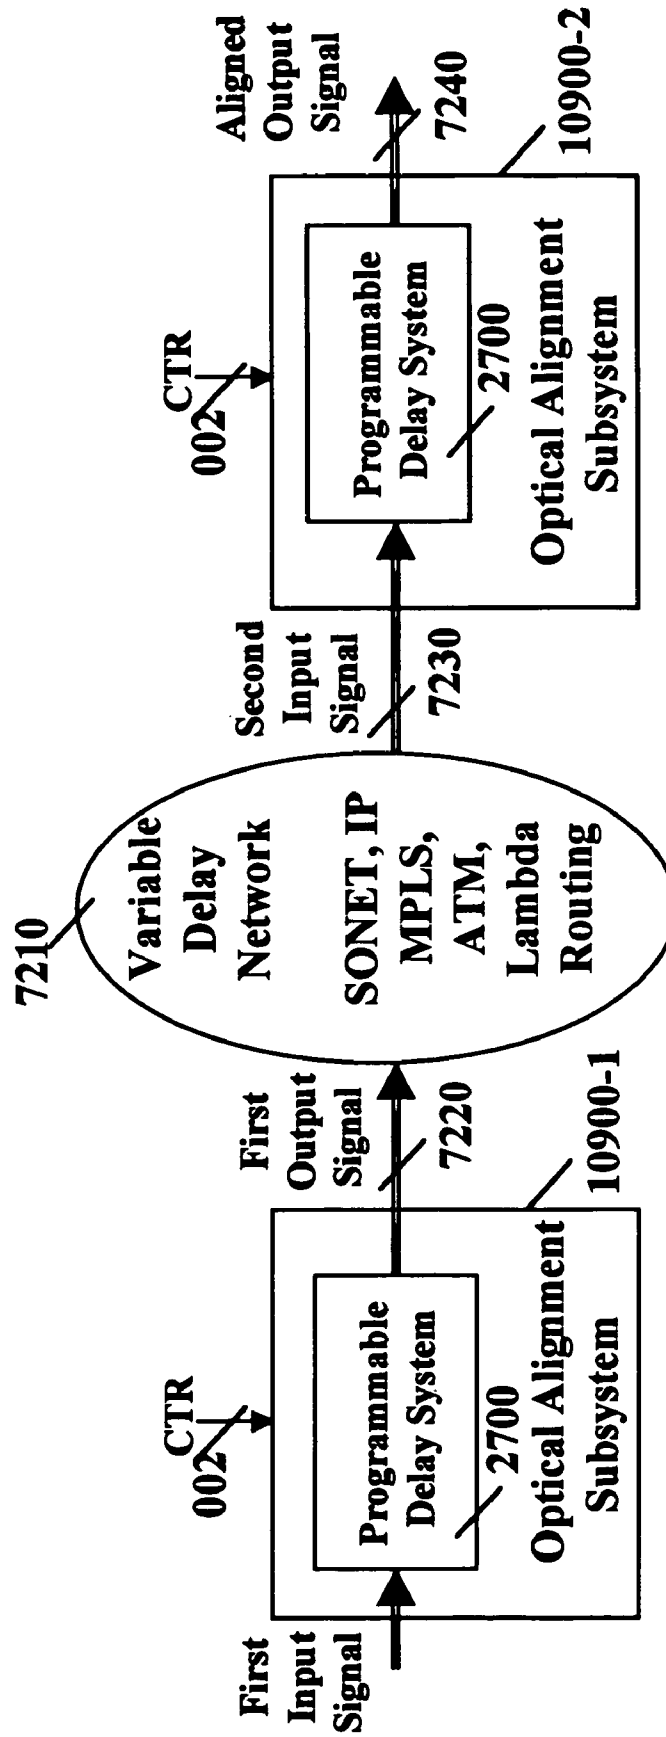 First
Input
Signal
CTR
002
Programmable
Delay System
2700
Optical Alignment
Subsystem
10900-1
First
Output
Signal
7220
7210
Variable
Delay
Network
SONET, IP
MPLS,
ATM,
Lambda
Routing
Second
Input
Signal
7230
CTR
002
Programmable
Delay System
2700
Optical Alignment
Subsystem
10900-2
Aligned
Output
Signal
7240